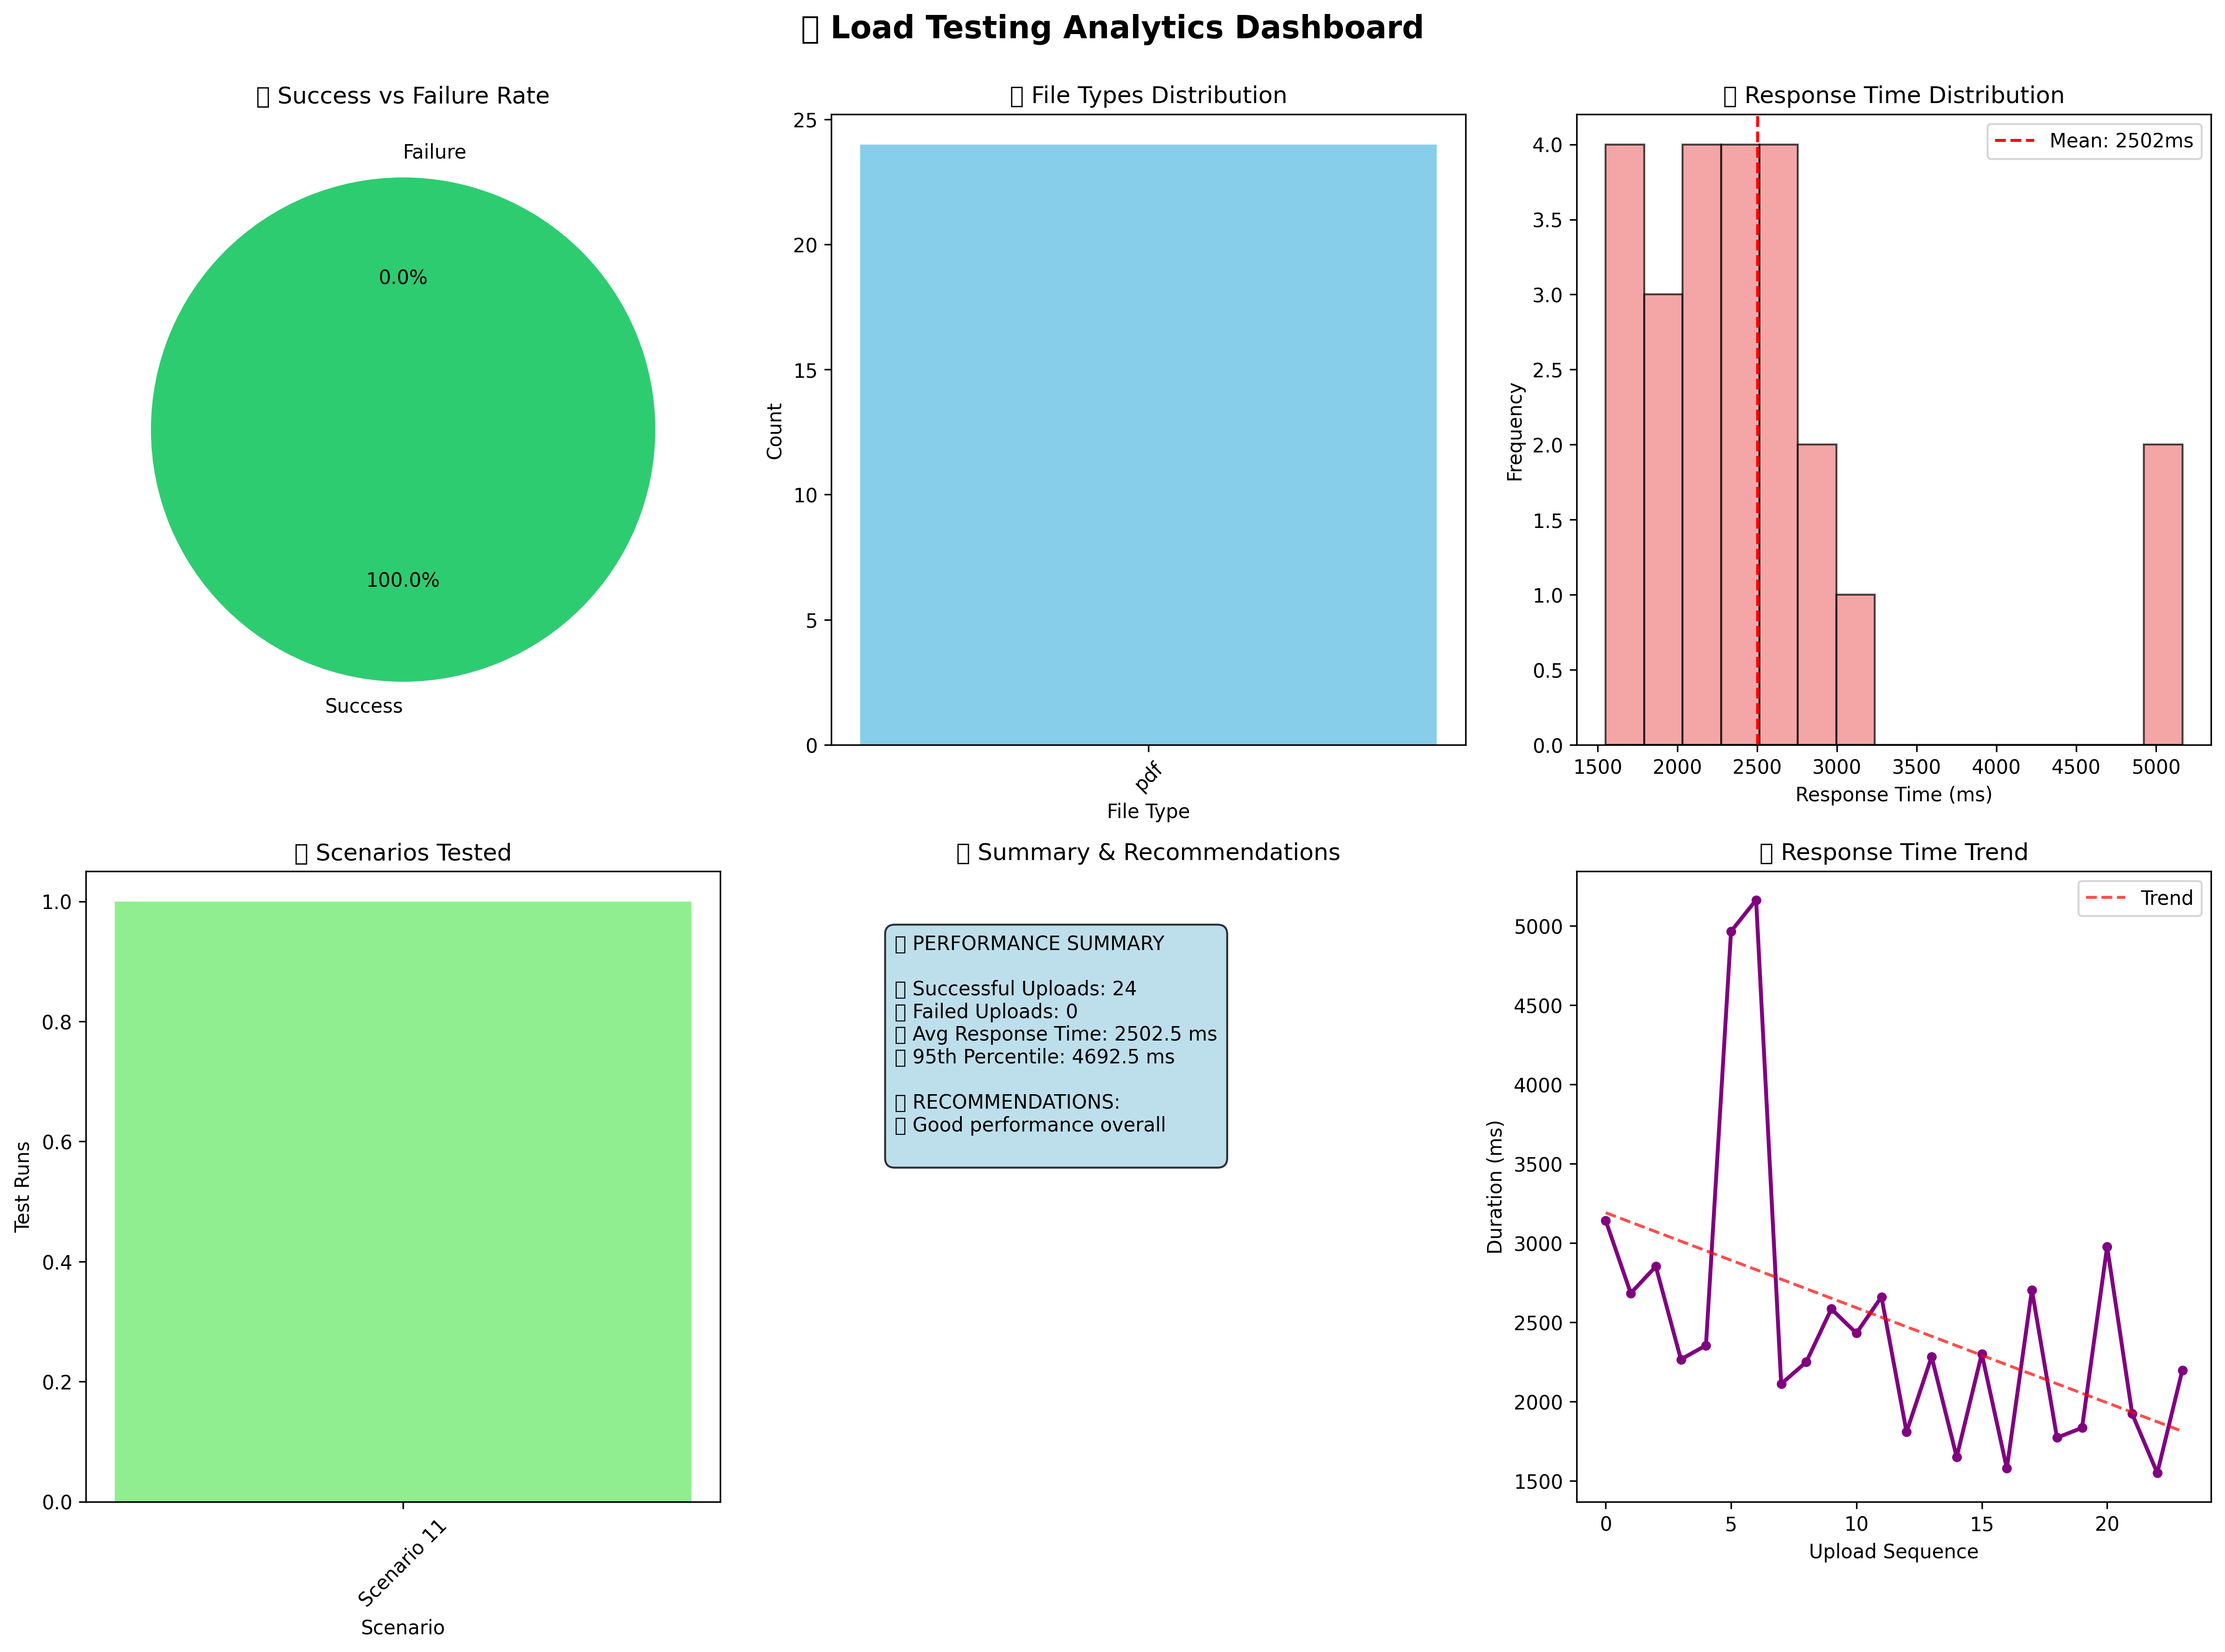 Load Testing Analytics Dashboard
Success vs Failure Rate
Failure
0.0%
100.0%
Success
File Types Distribution
25
20
15
10
5
0
Count
pdf
File Type
Response Time Distribution
Mean: 2502ms
4.0
3.5
3.0
2.5
2.0
1.5
1.0
0.5
0.0
Frequency
1500 2000 2500 3000 3500 4000 4500 5000
Response Time (ms)
Scenarios Tested
1.0
0.8
0.6
0.4
0.2
0.0
Test Runs
Scenario 11
Scenario
Summary & Recommendations
PERFORMANCE SUMMARY
Successful Uploads: 24
Failed Uploads: 0
Avg Response Time: 2502.5 ms
95th Percentile: 4692.5 ms
RECOMMENDATIONS:
Good performance overall
Response Time Trend
Trend
5000
4500
4000
3500
3000
2500
2000
1500
Duration (ms)
0 5 10 15 20
Upload Sequence